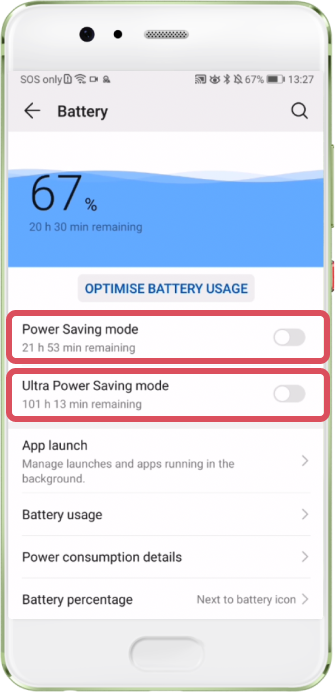 SOS only 67% 13:27
Battery
67 %
20 h 30 min remaining
OPTIMISE BATTERY USAGE
Power Saving mode
21 h 53 min remaining
Ultra Power Saving mode
101 h 13 min remaining
App launch
Manage launches and apps running in the
background.
Battery usage
Power consumption details
Battery percentage Next to battery icon